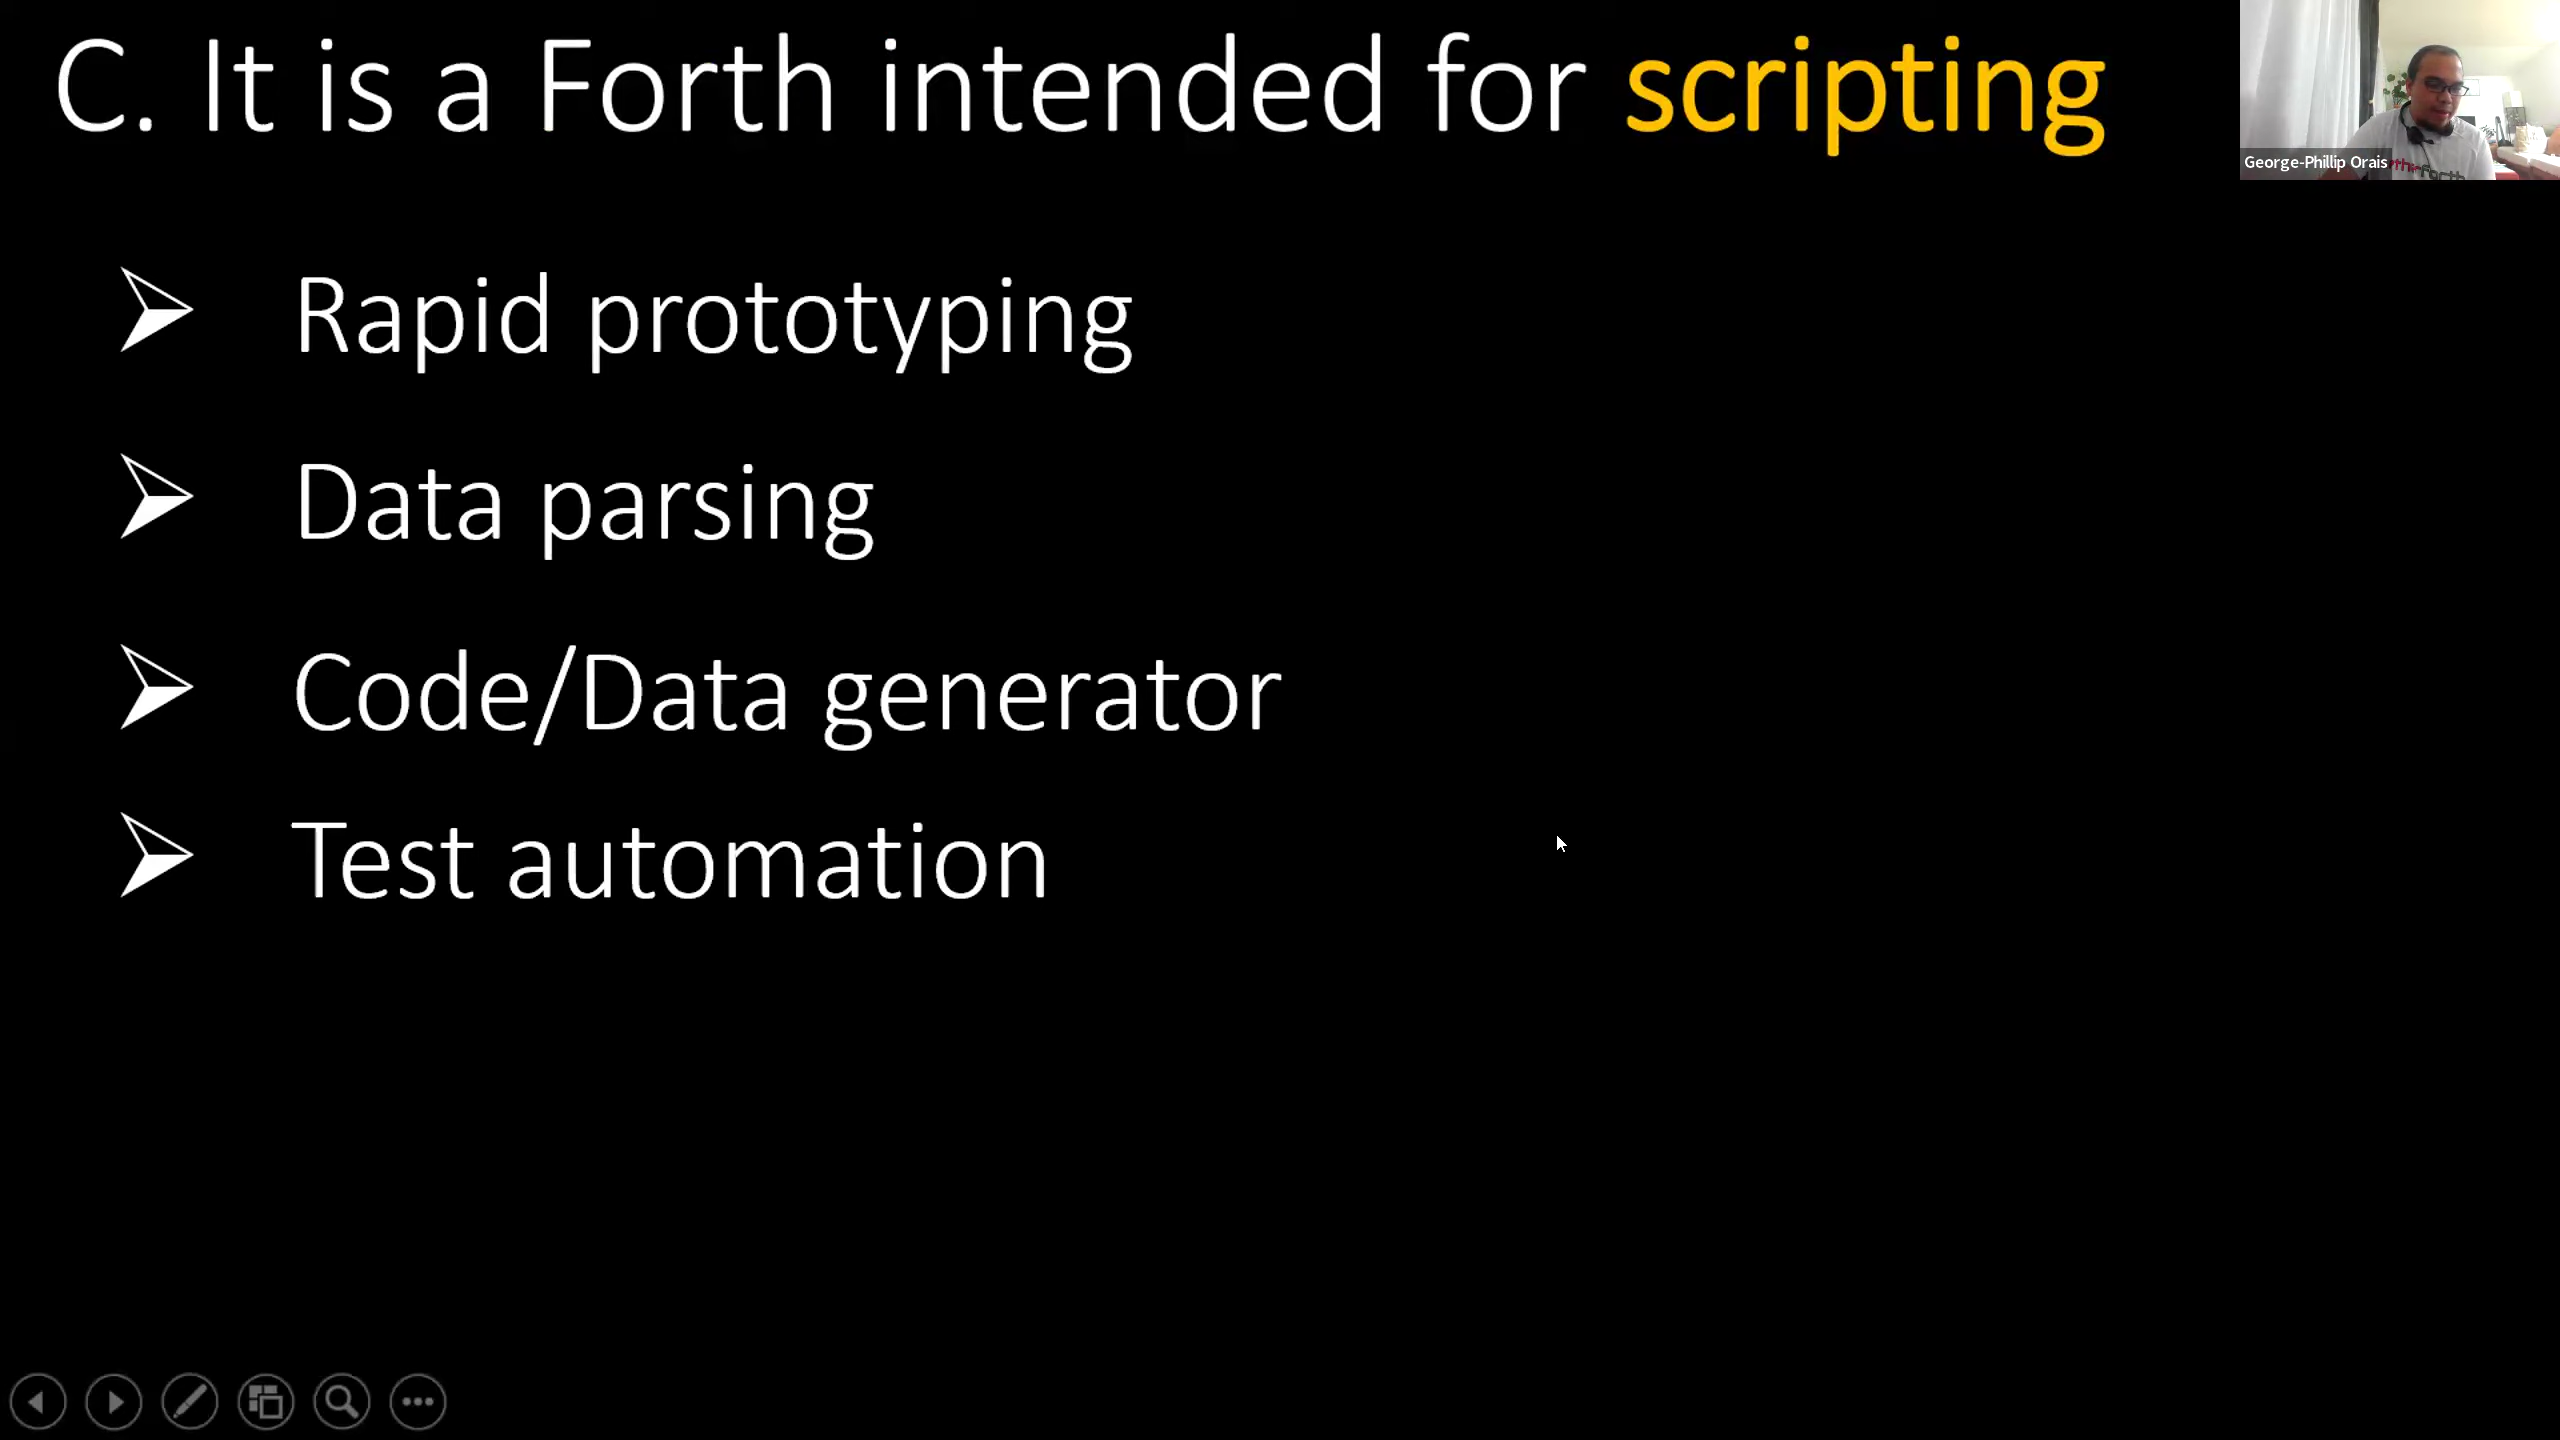 C. It is a Forth intended for scripting
Rapid prototyping
Data parsing
Code/Data generator
Test automation
George-Phillip Orais